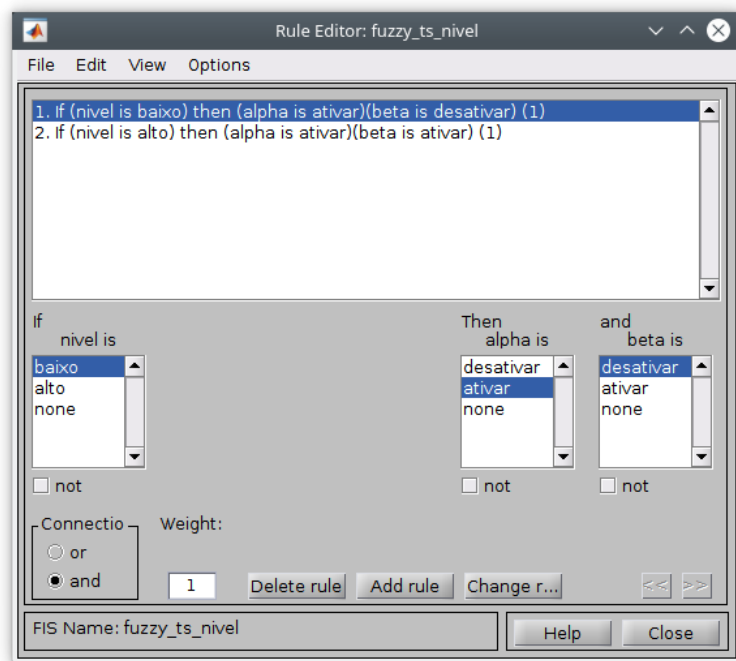 Rule Editor: fuzzy_ts_nivel
File Edit View Options
1. If (nivel is baixo) then (alpha is ativar)(beta is desativar) (1)
2. If (nivel is alto) then (alpha is ativar)(beta is ativar) (1)
If Then and
nivel is alpha is beta is
baixo desativar desativar
alto ativar ativar
none none none
not not not
Connectio Weight:
or
and 1 Delete rule Add rule Change r... << >>
FIS Name: fuzzy_ts_nivel Help Close